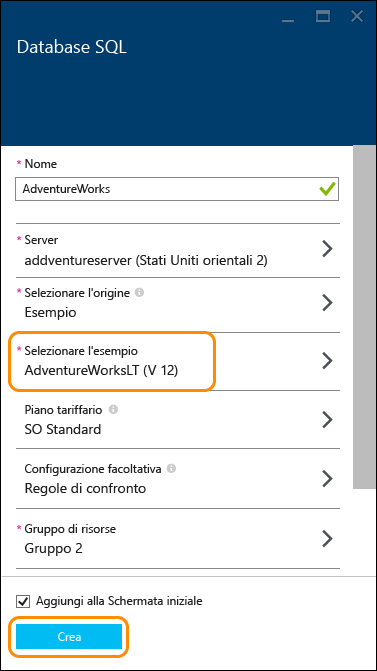 Database SQL
* Nome
AdventureWorks
* Server
addventureserver (Stati Uniti orientali 2)
* Selezionare l'origine
Esempio
* Selezionare l'esempio
AdventureWorksLT (V 12)
Piano tariffario
SO Standard
Configurazione facoltativa
Regole di confronto
* Gruppo di risorse
Gruppo 2
Aggiungi alla Schermata iniziale
Crea